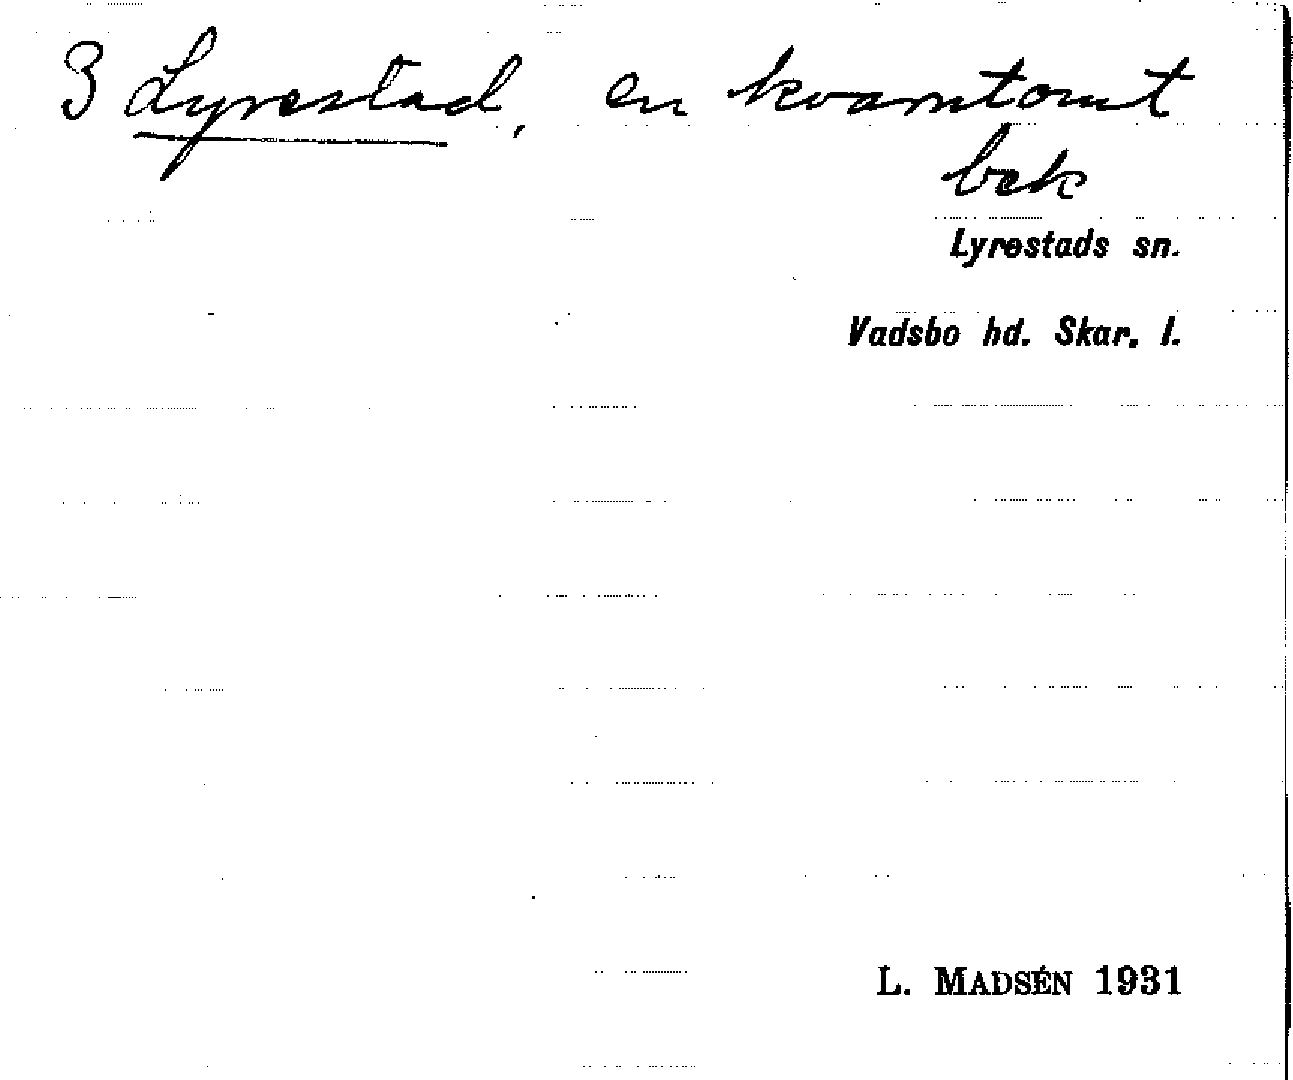 3 Lyrestad, en kvarntomt
bek
Lyrestads sn.
Vadsbo hd. Skar. l.
L. MADSÉN 1931